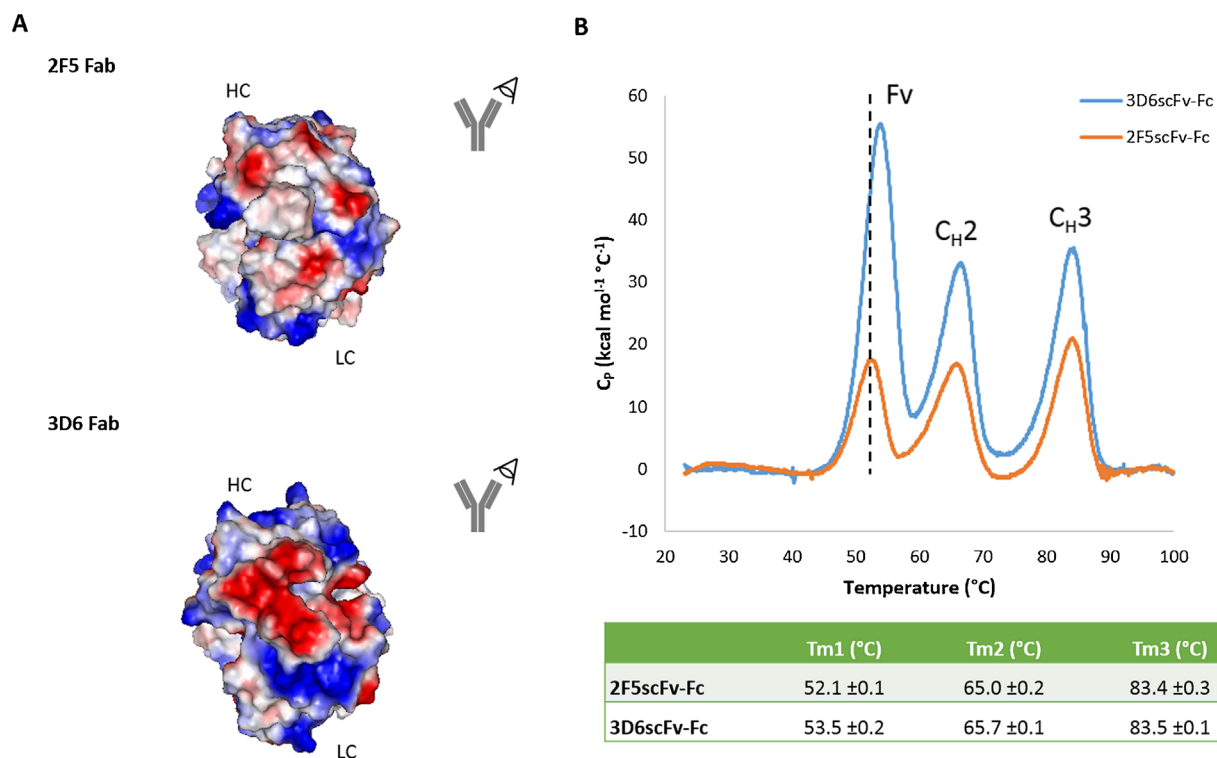 A
2F5 Fab
HC
LC
3D6 Fab
HC
LC
B
Fv
3D6scFv-Fc
2F5scFv-Fc
CH2
CH3
60
50
40
30
20
10
0
-10
Cp (kcal mol-1 °C-1)
20 30 40 50 60 70 80 90 100
Temperature (°C)
Tm1 (°C) Tm2 (°C) Tm3 (°C)
2F5scFv-Fc 52.1 ±0.1 65.0 ±0.2 83.4 ±0.3
3D6scFv-Fc 53.5 ±0.2 65.7 ±0.1 83.5 ±0.1